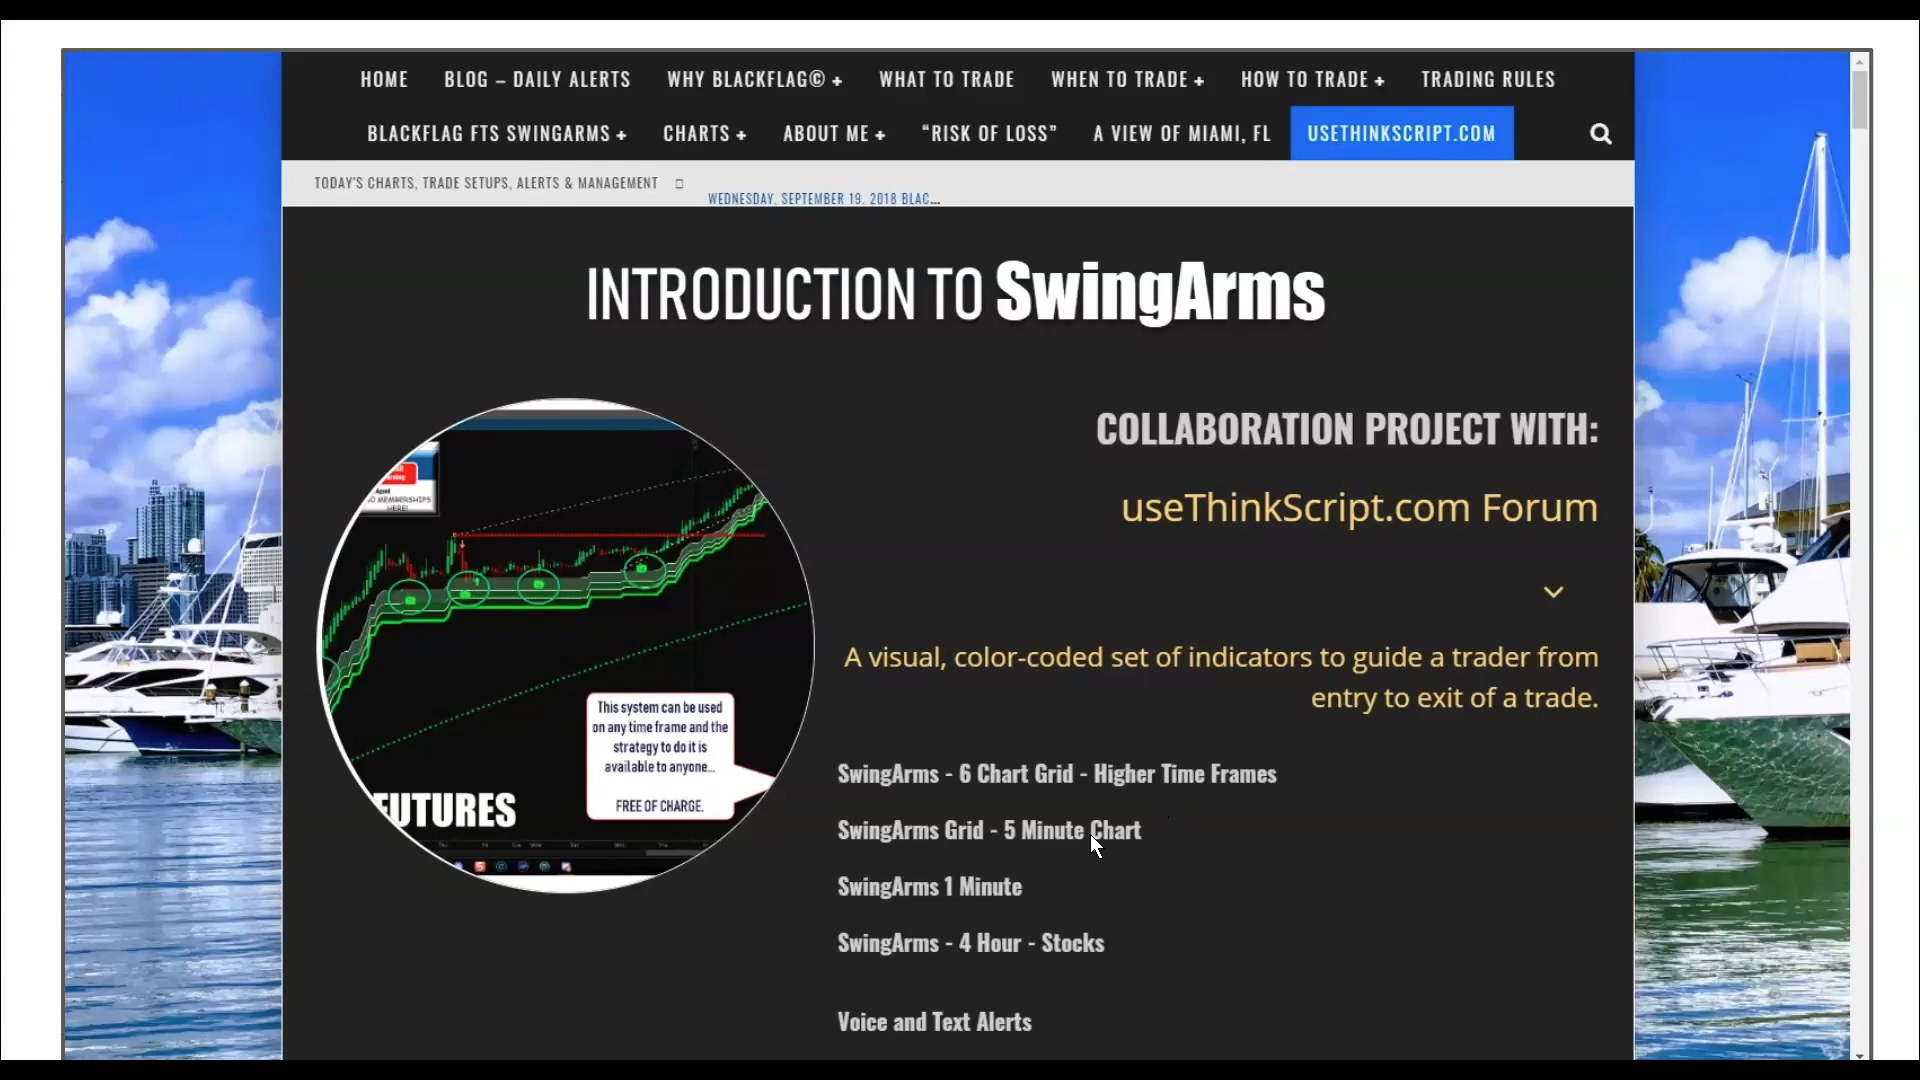 HOME BLOG – DAILY ALERTS WHY BLACKFLAG© + WHAT TO TRADE WHEN TO TRADE + HOW TO TRADE + TRADING RULES
BLACKFLAG FTS SWINGARMS + CHARTS + ABOUT ME + “RISK OF LOSS” A VIEW OF MIAMI, FL USETHINKSCRIPT.COM
TODAY'S CHARTS, TRADE SETUPS, ALERTS & MANAGEMENT
WEDNESDAY, SEPTEMBER 19, 2018 BLAC...
INTRODUCTION TO SwingArms
COLLABORATION PROJECT WITH:
useThinkScript.com Forum
A visual, color-coded set of indicators to guide a trader from
entry to exit of a trade.
MEMBERSHIPS
HERE!
This system can be used
on any time frame and the
strategy to do it is
available to anyone...
FREE OF CHARGE.
FUTURES
SwingArms - 6 Chart Grid - Higher Time Frames
SwingArms Grid - 5 Minute Chart
SwingArms 1 Minute
SwingArms - 4 Hour - Stocks
Voice and Text Alerts